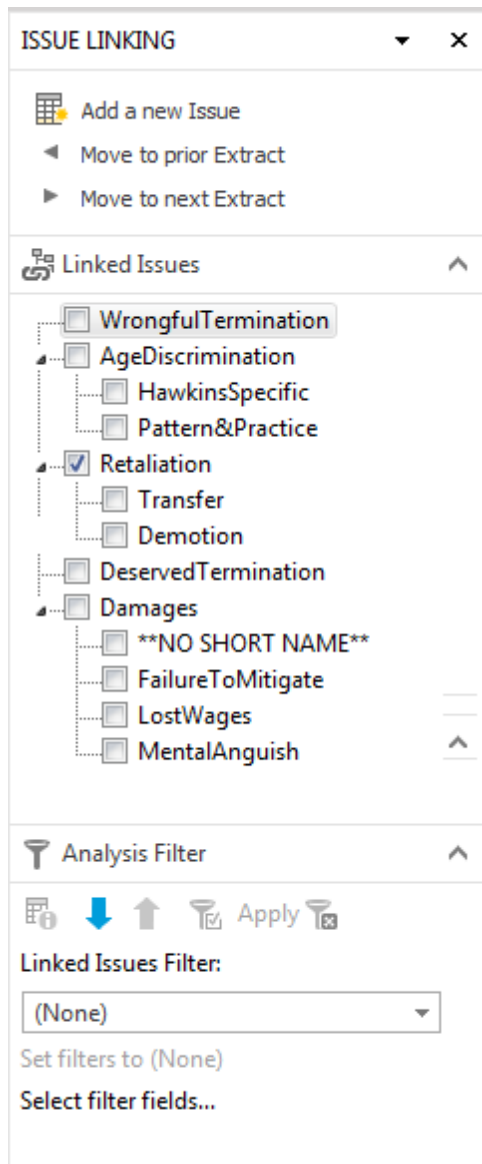 ISSUE LINKING
Add a new Issue
Move to prior Extract
Move to next Extract
Linked Issues
WrongfulTermination
AgeDiscrimination
HawkinsSpecific
Pattern&Practice
Retaliation
Transfer
Demotion
DeservedTermination
Damages
**NO SHORT NAME**
FailureToMitigate
LostWages
MentalAnguish
Analysis Filter
Apply
Linked Issues Filter:
(None)
Set filters to (None)
Select filter fields...